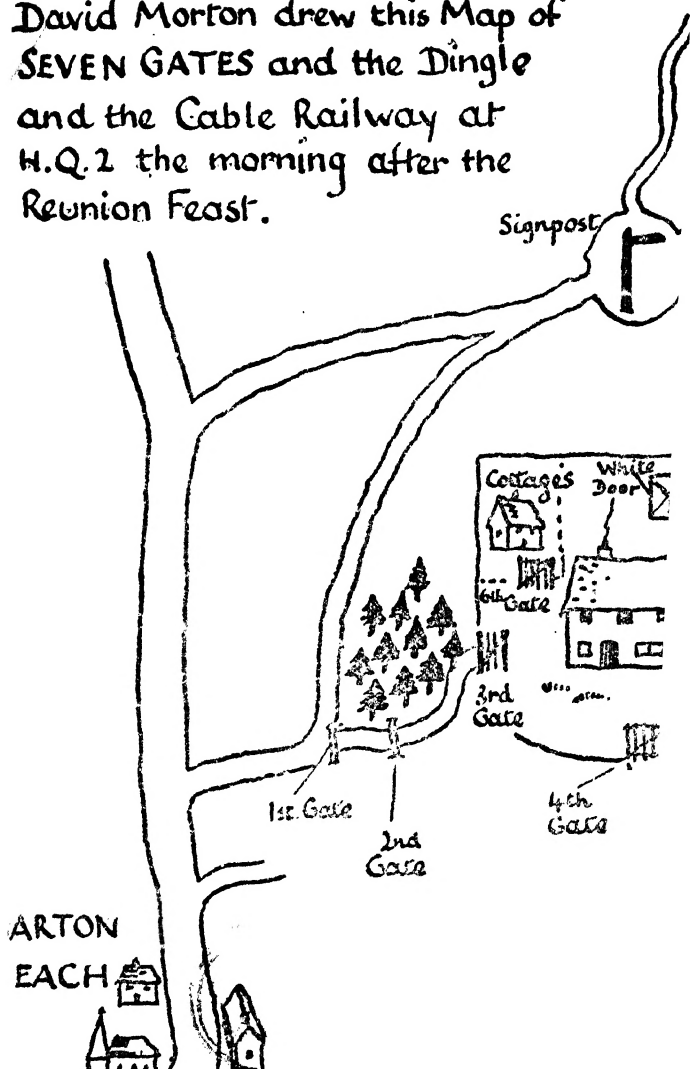 David Morton drew this Map of
SEVEN GATES and the Dingle
and the Cable Railway at
H.Q.2 the morning after the
Reunion Feast.
Signpost
Cottages
White
Door
6th Gate
3rd
Gate
1st Gate
4th
Gate
2nd
Gate
ARTON
EACH